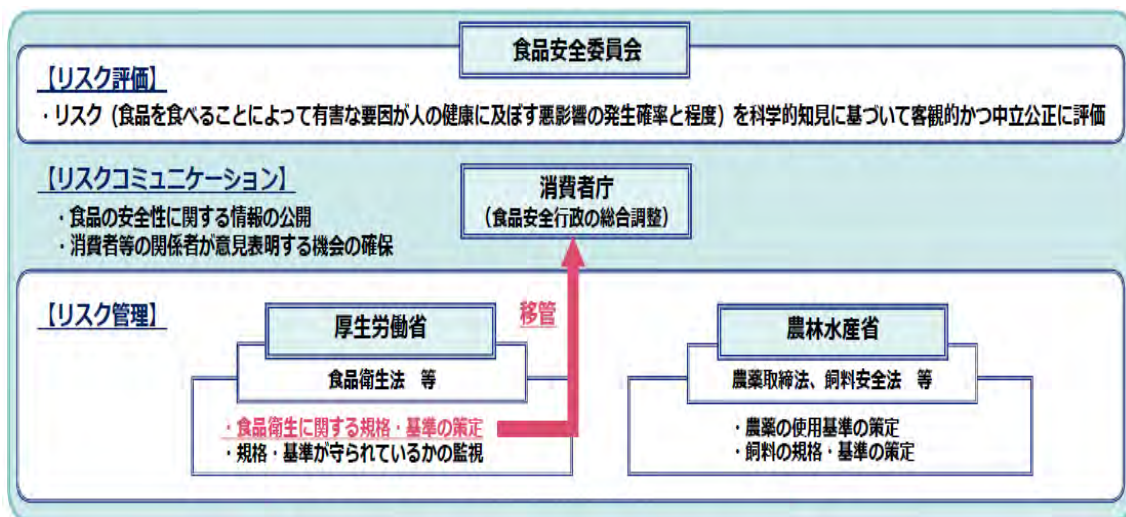 食品安全委員会
【リスク評価】
・リスク（食品を食べることによって有害な要因が人の健康に及ぼす悪影響の発生確率と程度）を科学的知見に基づいて客観的かつ中立公正に評価
【リスクコミュニケーション】
・食品の安全性に関する情報の公開
・消費者等の関係者が意見表明する機会の確保
消費者庁
（食品安全行政の総合調整）
【リスク管理】
移管
厚生労働省
食品衛生法　等
・食品衛生に関する規格・基準の策定
・規格・基準が守られているかの監視
農林水産省
農薬取締法、飼料安全法　等
・農薬の使用基準の策定
・飼料の規格・基準の策定